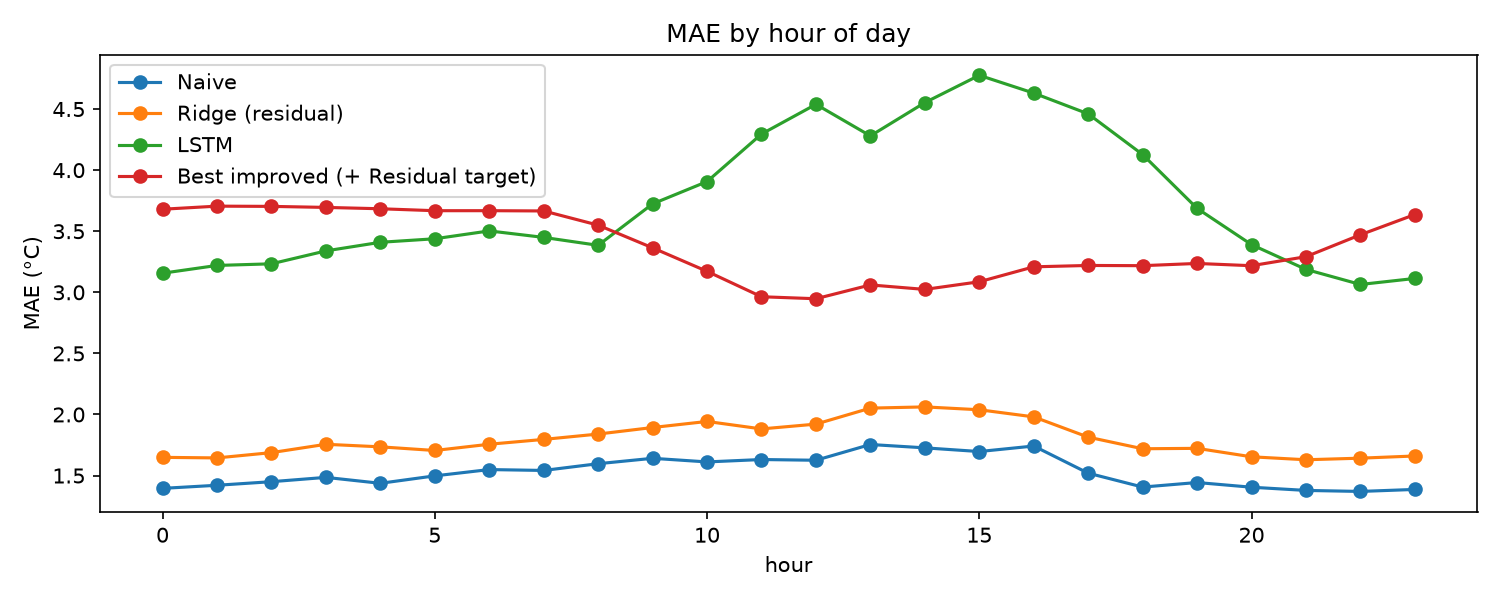 MAE by hour of day
Naive
Ridge (residual)
LSTM
Best improved (+ Residual target)
MAE (°C)
4.5
4.0
3.5
3.0
2.5
2.0
1.5
0 5 10 15 20
hour